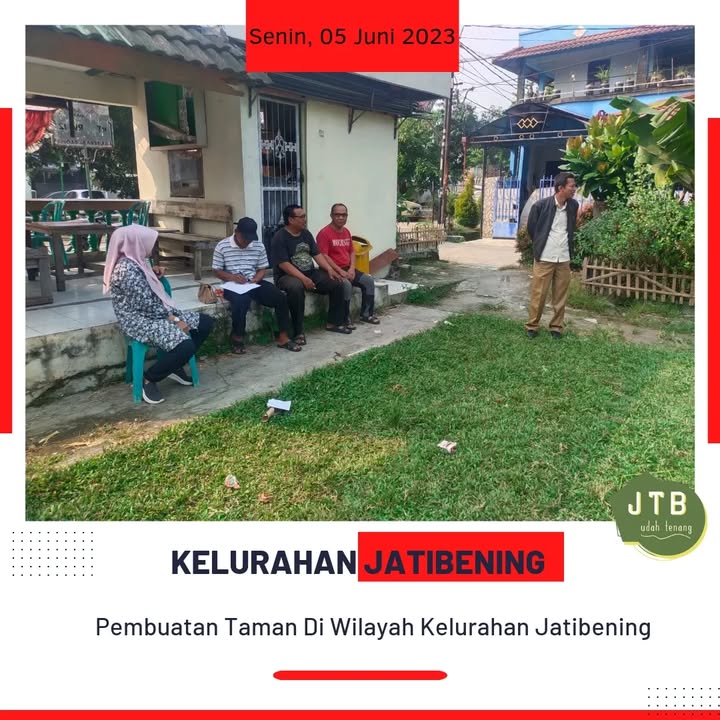 Senin, 05 Juni 2023
JTB
udah tenang
KELURAHAN JATIBENING
Pembuatan Taman Di Wilayah Kelurahan Jatibening